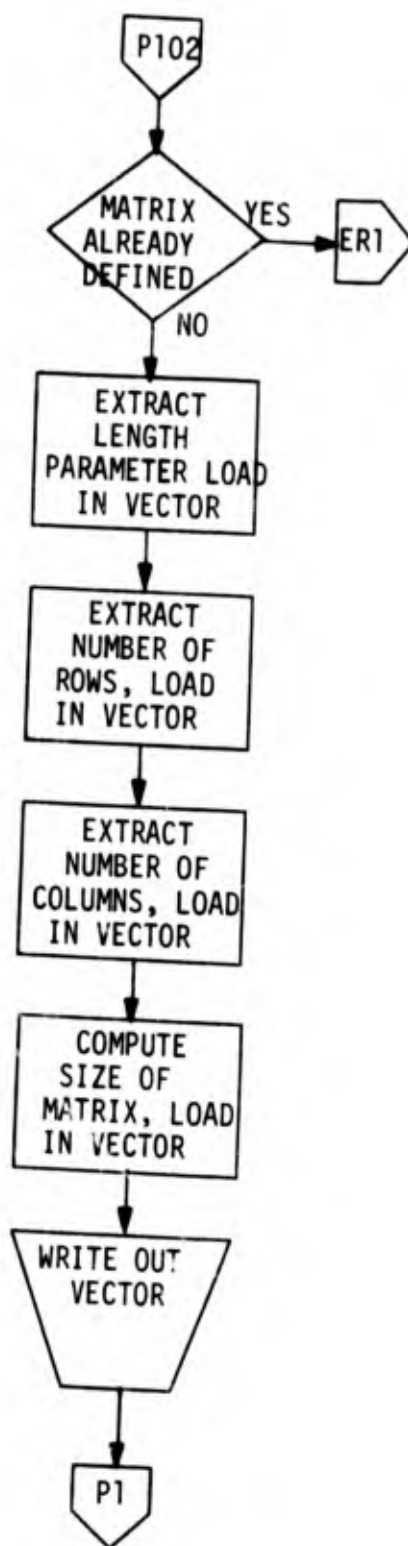 P102
MATRIX
ALREADY
DEFINED
YES
ER1
NO
EXTRACT
LENGTH
PARAMETER LOAD
IN VECTOR
EXTRACT
NUMBER OF
ROWS, LOAD
IN VECTOR
EXTRACT
NUMBER OF
COLUMNS, LOAD
IN VECTOR
COMPUTE
SIZE OF
MATRIX, LOAD
IN VECTOR
WRITE OUT
VECTOR
P1